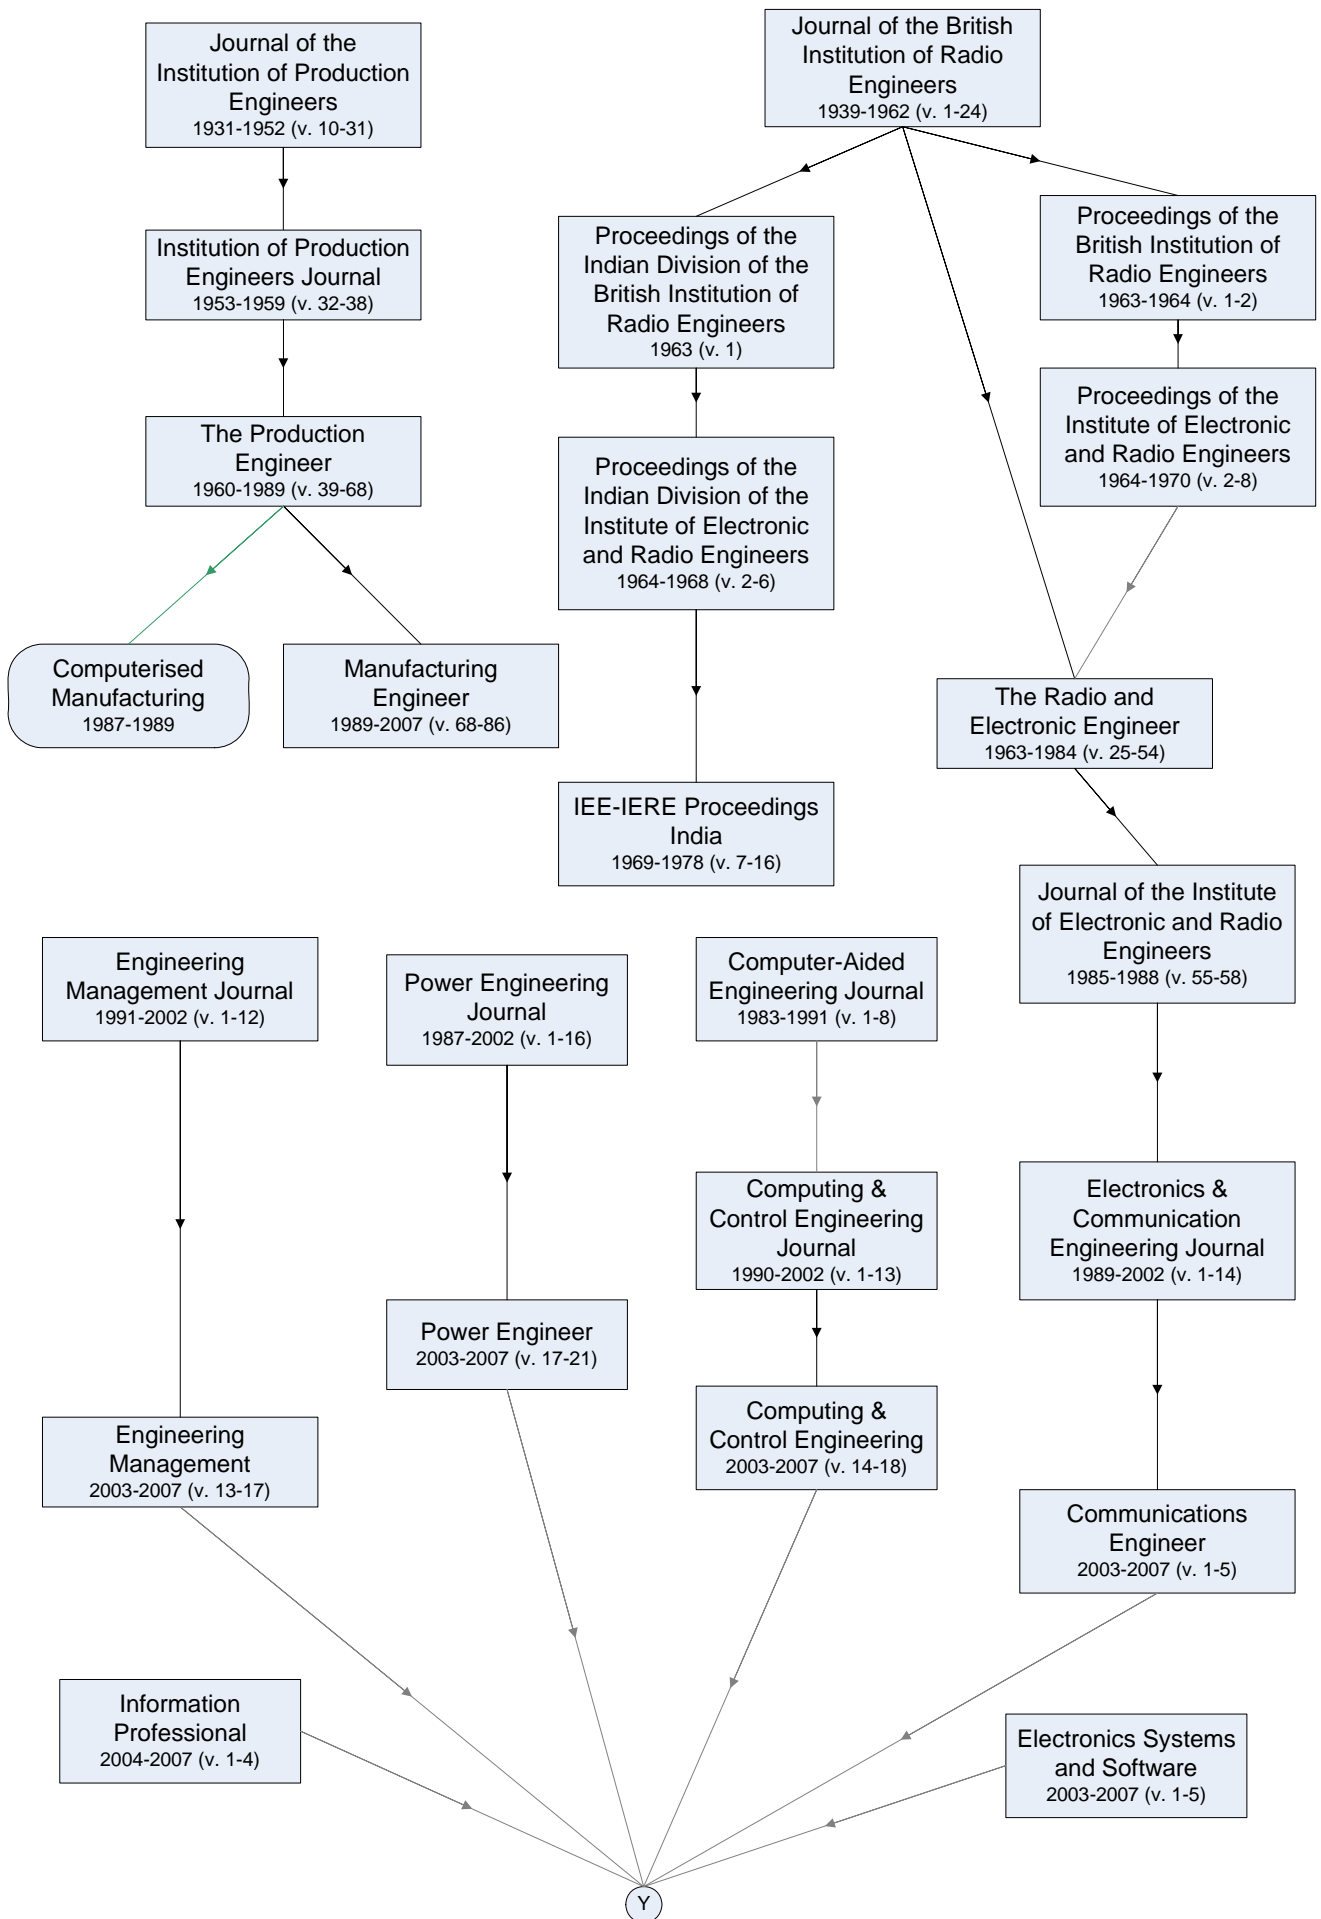 Journal of the
Institution of Production
Engineers
1931-1952 (v. 10-31)
Journal of the British
Institution of Radio
Engineers
1939-1962 (v. 1-24)
Institution of Production
Engineers Journal
1953-1959 (v. 32-38)
Proceedings of the
Indian Division of the
British Institution of
Radio Engineers
1963 (v. 1)
Proceedings of the
British Institution of
Radio Engineers
1963-1964 (v. 1-2)
The Production
Engineer
1960-1989 (v. 39-68)
Proceedings of the
Indian Division of the
Institute of Electronic
and Radio Engineers
1964-1968 (v. 2-6)
Proceedings of the
Institute of Electronic
and Radio Engineers
1964-1970 (v. 2-8)
Computerised
Manufacturing
1987-1989
Manufacturing
Engineer
1989-2007 (v. 68-86)
The Radio and
Electronic Engineer
1963-1984 (v. 25-54)
IEE-IERE Proceedings
India
1969-1978 (v. 7-16)
Journal of the Institute
of Electronic and Radio
Engineers
1985-1988 (v. 55-58)
Engineering
Management Journal
1991-2002 (v. 1-12)
Power Engineering
Journal
1987-2002 (v. 1-16)
Computer-Aided
Engineering Journal
1983-1991 (v. 1-8)
Computing &
Control Engineering
Journal
1990-2002 (v. 1-13)
Electronics &
Communication
Engineering Journal
1989-2002 (v. 1-14)
Power Engineer
2003-2007 (v. 17-21)
Engineering
Management
2003-2007 (v. 13-17)
Computing &
Control Engineering
2003-2007 (v. 14-18)
Communications
Engineer
2003-2007 (v. 1-5)
Information
Professional
2004-2007 (v. 1-4)
Electronics Systems
and Software
2003-2007 (v. 1-5)
Y